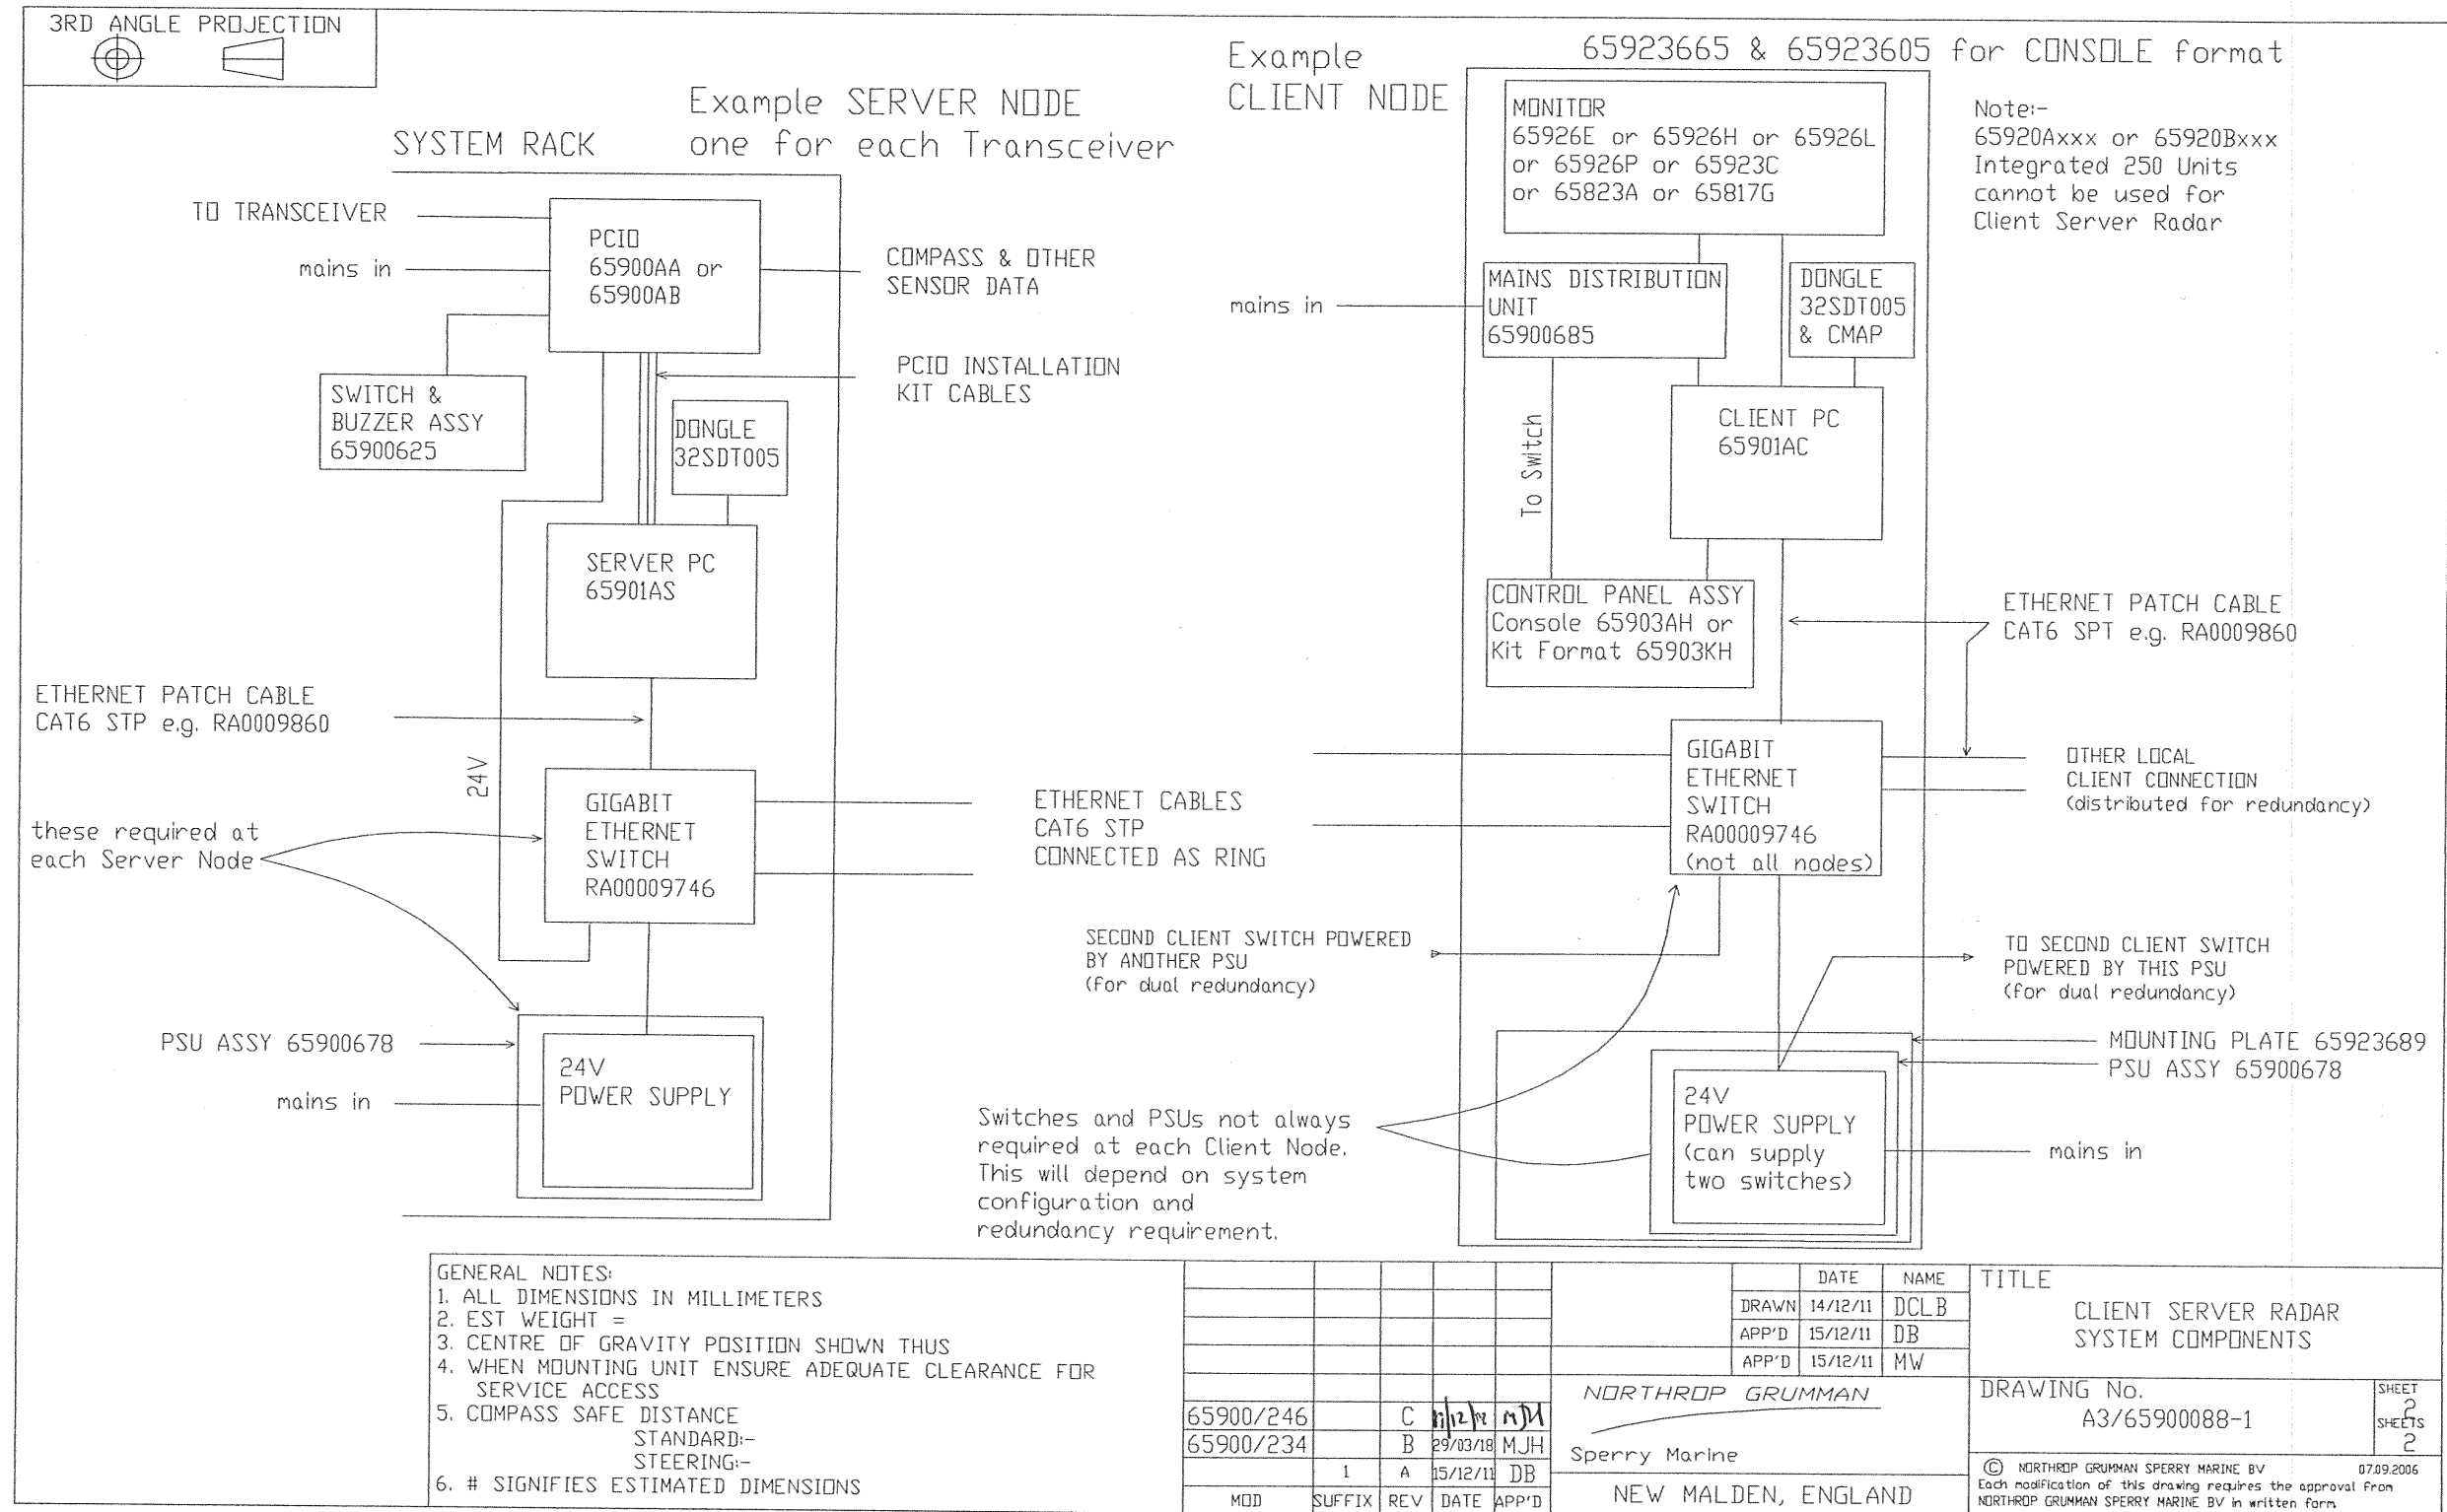 3RD ANGLE PROJECTION
Example SERVER NODE
one for each Transceiver
SYSTEM RACK
TO TRANSCEIVER
mains in
PCIO
65900AA or
65900AB
COMPASS & OTHER
SENSOR DATA
PCIO INSTALLATION
KIT CABLES
SWITCH &
BUZZER ASSY
65900625
DONGLE
32SDT005
SERVER PC
65901AS
ETHERNET PATCH CABLE
CAT6 STP e.g. RA0009860
24V
these required at
each Server Node
GIGABIT
ETHERNET
SWITCH
RA00009746
ETHERNET CABLES
CAT6 STP
CONNECTED AS RING
PSU ASSY 65900678
mains in
24V
POWER SUPPLY
Example
CLIENT NODE
65923665 & 65923605 for CONSOLE format
MONITOR
65926E or 65926H or 65926L
or 65926P or 65923C
or 65823A or 65817G
Note:-
65920Axxx or 65920Bxxx
Integrated 250 Units
cannot be used for
Client Server Radar
mains in
MAINS DISTRIBUTION
UNIT
65900685
DONGLE
32SDT005
& CMAP
To Switch
CLIENT PC
65901AC
CONTROL PANEL ASSY
Console 65903AH or
Kit Format 65903KH
ETHERNET PATCH CABLE
CAT6 SPT e.g. RA0009860
GIGABIT
ETHERNET
SWITCH
RA00009746
(not all nodes)
OTHER LOCAL
CLIENT CONNECTION
(distributed for redundancy)
SECOND CLIENT SWITCH POWERED
BY ANOTHER PSU
(for dual redundancy)
TO SECOND CLIENT SWITCH
POWERED BY THIS PSU
(for dual redundancy)
MOUNTING PLATE 65923689
PSU ASSY 65900678
24V
POWER SUPPLY
(can supply
two switches)
mains in
Switches and PSUs not always
required at each Client Node.
This will depend on system
configuration and
redundancy requirement.
GENERAL NOTES:
1. ALL DIMENSIONS IN MILLIMETERS
2. EST WEIGHT =
3. CENTRE OF GRAVITY POSITION SHOWN THUS
4. WHEN MOUNTING UNIT ENSURE ADEQUATE CLEARANCE FOR
SERVICE ACCESS
5. COMPASS SAFE DISTANCE
STANDARD:-
STEERING:-
6. # SIGNIFIES ESTIMATED DIMENSIONS
65900/246 C MJH
65900/234 B 29/03/18 MJH
1 A 15/12/11 DB
MOD SUFFIX REV DATE APP'D
DATE NAME
DRAWN 14/12/11 DCLB
APP'D 15/12/11 DB
APP'D 15/12/11 MW
NORTHROP GRUMMAN
Sperry Marine
NEW MALDEN, ENGLAND
TITLE
CLIENT SERVER RADAR
SYSTEM COMPONENTS
DRAWING No.
A3/65900088-1
SHEET
2
SHEETS
2
© NORTHROP GRUMMAN SPERRY MARINE BV 07.09.2006
Each modification of this drawing requires the approval from
NORTHROP GRUMMAN SPERRY MARINE BV in written form